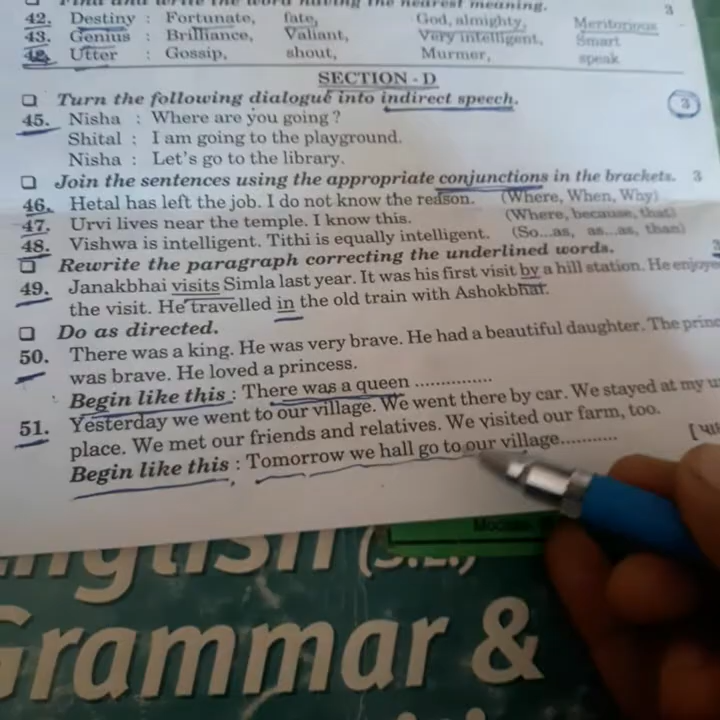 Find and write the word having the nearest meaning. 3
42. Destiny : Fortunate, fate, God, almighty, Meritorious
43. Genius : Brilliance, Valiant, Very intelligent, Smart
Utter : Gossip, shout, Murmer, speak
SECTION - D
❑ Turn the following dialogue into indirect speech. 3
45. Nisha : Where are you going ?
Shital : I am going to the playground.
Nisha : Let's go to the library.
❑ Join the sentences using the appropriate conjunctions in the brackets. 3
46. Hetal has left the job. I do not know the reason. (Where, When, Why)
47. Urvi lives near the temple. I know this. (Where, because, that)
48. Vishwa is intelligent. Tithi is equally intelligent. (So...as, as...as, than)
❑ Rewrite the paragraph correcting the underlined words.
49. Janakbhai visits Simla last year. It was his first visit by a hill station. He
the visit. He travelled in the old train with Ashokbhai.
❑ Do as directed.
50. There was a king. He was very brave. He had a beautiful daughter. The
was brave. He loved a princess.
Begin like this : There was a queen ...............
51. Yesterday we went to our village. We went there by car. We stayed at my
place. We met our friends and relatives. We visited our farm, too.
Begin like this : Tomorrow we hall go to our village...........
English (S.L.)
Grammar &